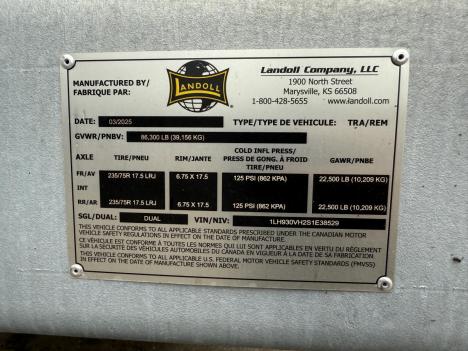 MANUFACTURED BY/
FABRIQUE PAR:
LANDOLL
Landoll Company, LLC
1900 North Street
Marysville, KS 66508
1-800-428-5655 www.landoll.com
DATE: 03/2025 TYPE/TYPE DE VEHICULE: TRA/REM
GVWR/PNBV: 86,300 LB (39,156 KG)
COLD INFL PRESS/
AXLE TIRE/PNEU RIM/JANTE PRESS DE GONG. À FROID GAWR/PNBE
TIRE/PNEU
FR/AV 235/75R 17.5 LRJ 6.75 X 17.5 125 PSI (862 KPA) 22,500 LB (10,209 KG)
INT
RR/AR 235/75R 17.5 LRJ 6.75 X 17.5 125 PSI (862 KPA) 22,500 LB (10,209 KG)
SGL/DUAL: DUAL VIN/NIV: 1LH930VH2S1E38529
THIS VEHICLE CONFORMS TO ALL APPLICABLE STANDARDS PRESCRIBED UNDER THE CANADIAN MOTOR
VEHICLE SAFETY REGULATIONS IN EFFECT ON THE DATE OF MANUFACTURE.
CE VÉHICULE EST CONFORME À TOUTES LES NORMES QUI LUI SONT APPLICABLES EN VERTU DU RÈGLEMENT
SUR LA SÉCURITÉ DES VÉHICULES AUTOMOBILES DU CANADA EN VIGUEUR À LA DATE DE SA FABRICATION
THIS VEHICLE CONFORMS TO ALL APPLICABLE U.S. FEDERAL MOTOR VEHICLE SAFETY STANDARDS (FMVSS)
IN EFFECT ON THE DATE OF MANUFACTURE SHOWN ABOVE.